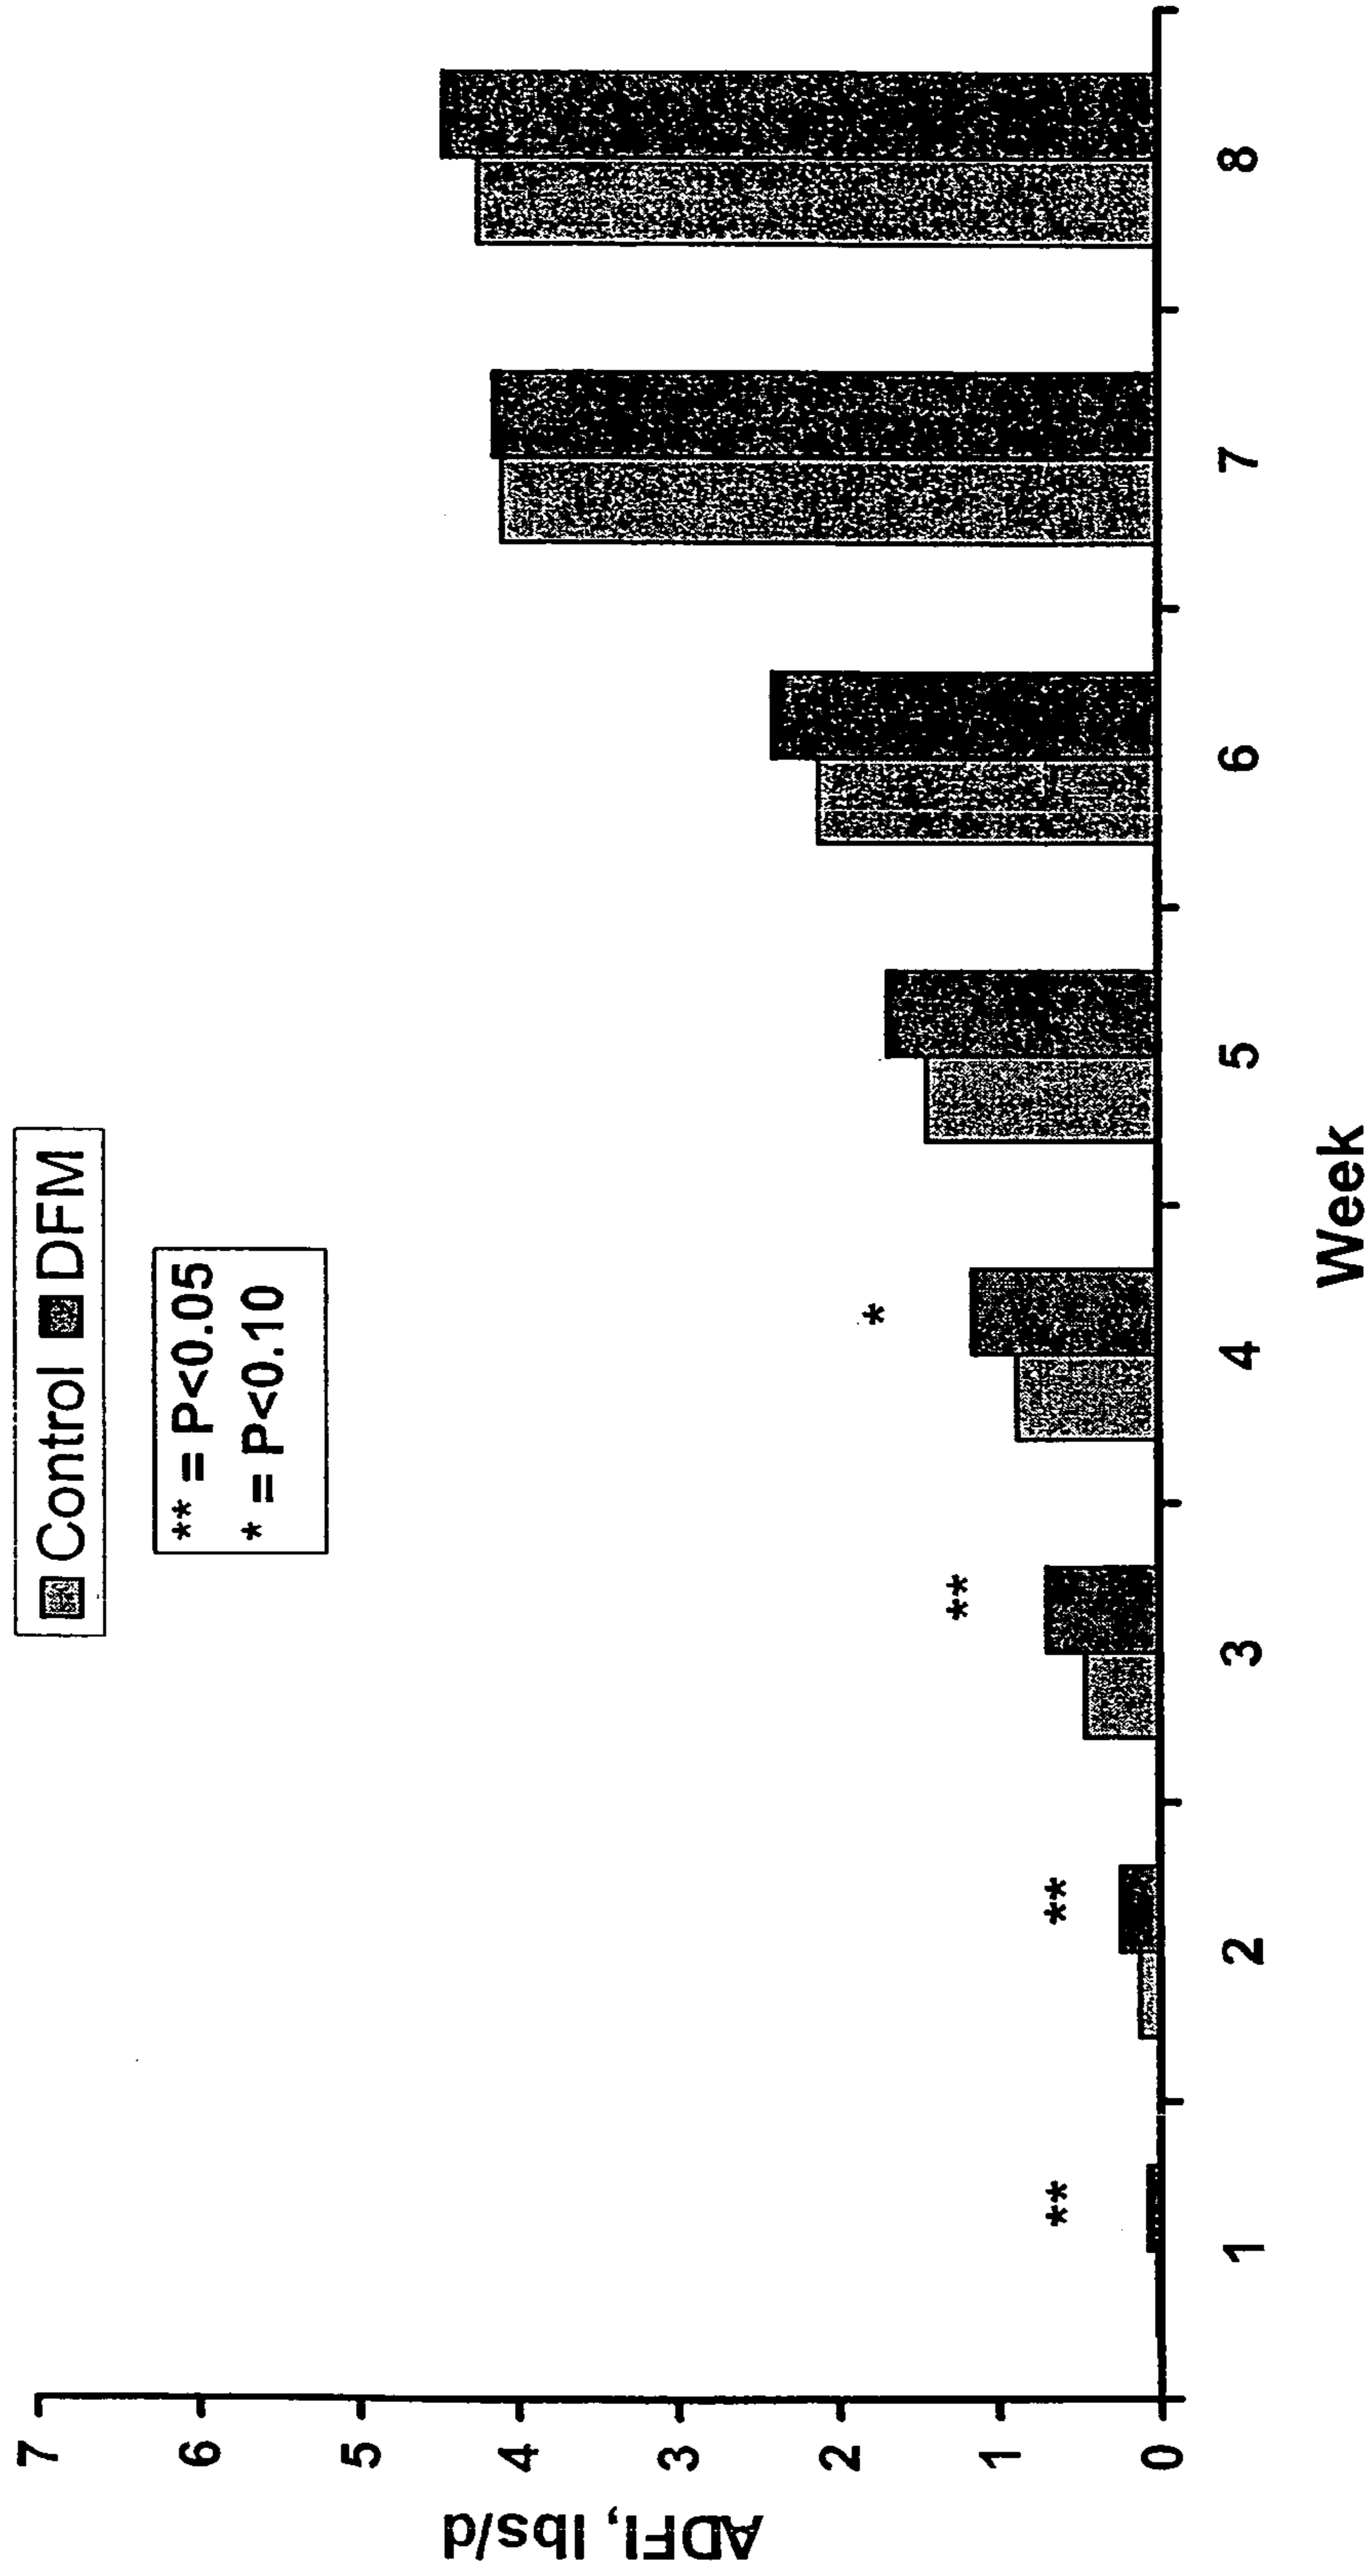 Control DFM
** = P<0.05
* = P<0.10
ADFI, lbs/d
7
6
5
4
3
2
1
0
**
**
**
*
1 2 3 4 5 6 7 8
Week